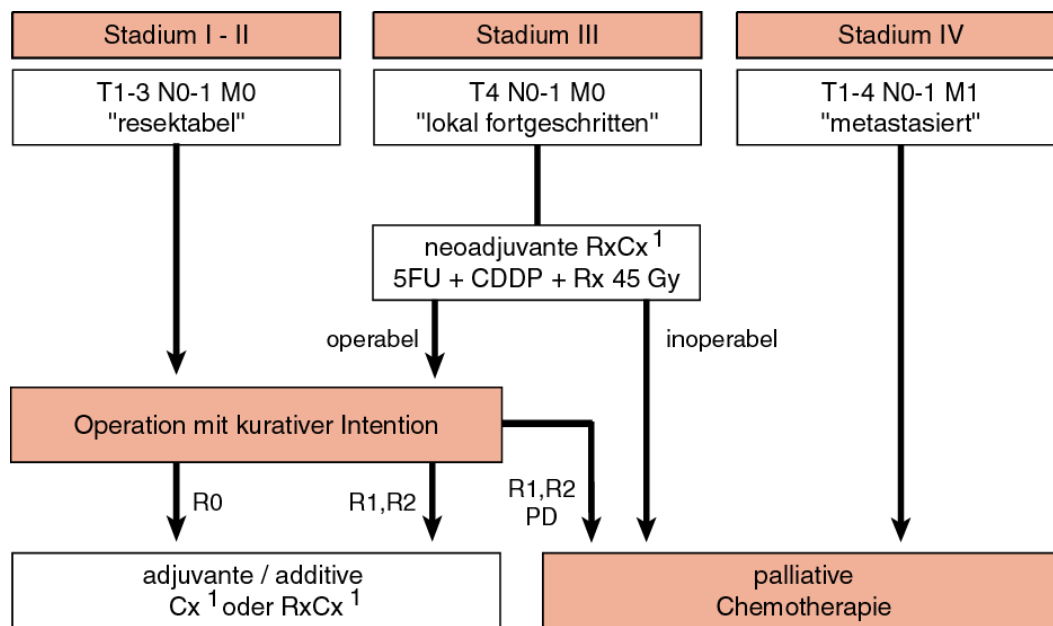 Stadium I - II
Stadium III
Stadium IV
T1-3 N0-1 M0
"resektabel"
T4 N0-1 M0
"lokal fortgeschritten"
T1-4 N0-1 M1
"metastasiert"
neoadjuvante RxCx 1
5FU + CDDP + Rx 45 Gy
operabel
inoperabel
Operation mit kurativer Intention
R0
R1,R2
R1,R2
PD
adjuvante / additive
Cx 1 oder RxCx 1
palliative
Chemotherapie